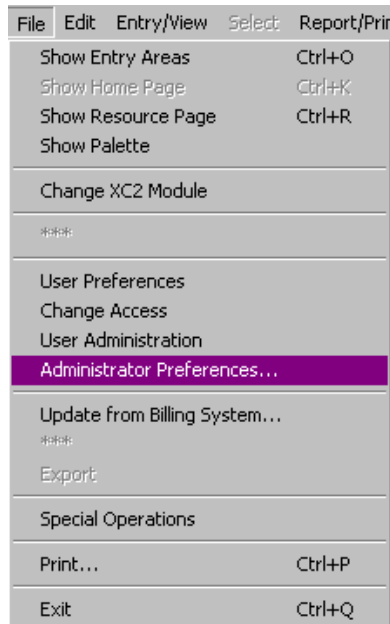 File Edit Entry/View Select Report/Prin
Show Entry Areas Ctrl+O
Show Home Page Ctrl+K
Show Resource Page Ctrl+R
Show Palette
Change XC2 Module
***
User Preferences
Change Access
User Administration
Administrator Preferences...
Update from Billing System...
***
Export
Special Operations
Print... Ctrl+P
Exit Ctrl+Q